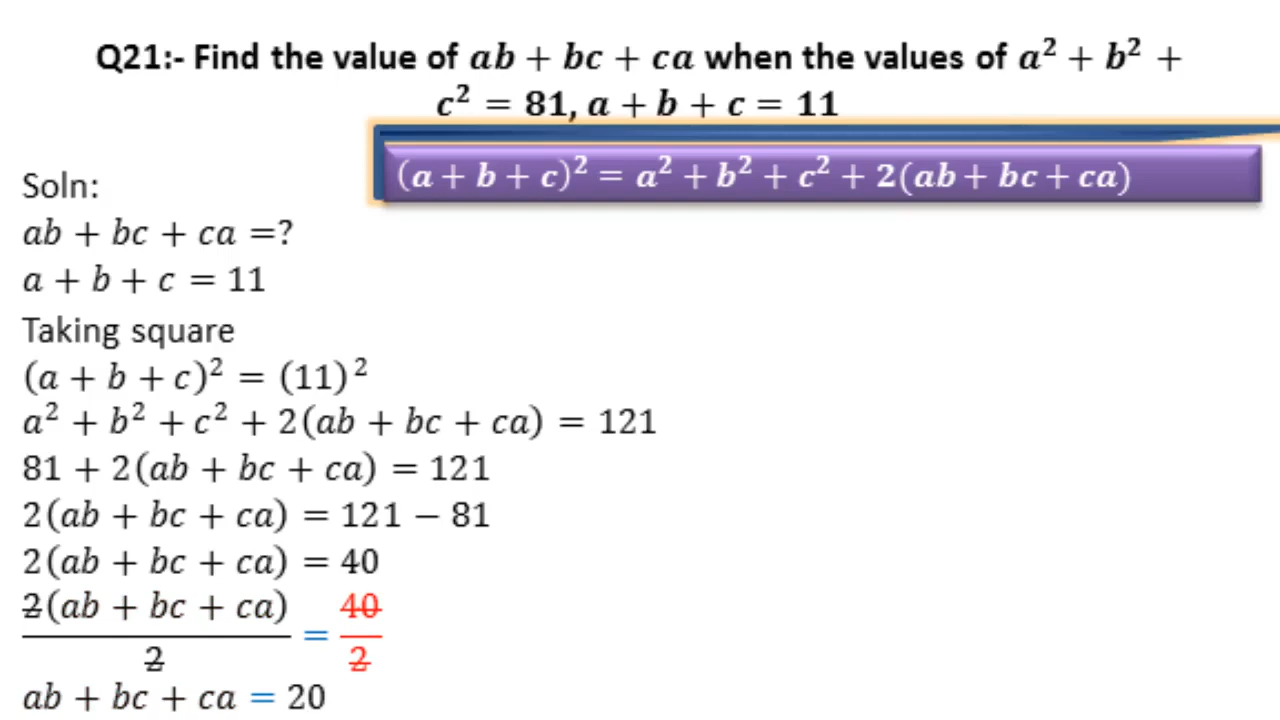 Q21:- Find the value of 𝒂𝒃 + 𝒃𝒄 + 𝒄𝒂 when the values of 𝒂² + 𝒃² +
𝒄² = 𝟖𝟏, 𝒂 + 𝒃 + 𝒄 = 𝟏𝟏
(𝒂 + 𝒃 + 𝒄)² = 𝒂² + 𝒃² + 𝒄² + 𝟐(𝒂𝒃 + 𝒃𝒄 + 𝒄𝒂)
Soln:
𝑎𝑏 + 𝑏𝑐 + 𝑐𝑎 =?
𝑎 + 𝑏 + 𝑐 = 11
Taking square
(𝑎 + 𝑏 + 𝑐)² = (11)²
𝑎² + 𝑏² + 𝑐² + 2(𝑎𝑏 + 𝑏𝑐 + 𝑐𝑎) = 121
81 + 2(𝑎𝑏 + 𝑏𝑐 + 𝑐𝑎) = 121
2(𝑎𝑏 + 𝑏𝑐 + 𝑐𝑎) = 121 − 81
2(𝑎𝑏 + 𝑏𝑐 + 𝑐𝑎) = 40
2(𝑎𝑏 + 𝑏𝑐 + 𝑐𝑎)/2 = 40/2
𝑎𝑏 + 𝑏𝑐 + 𝑐𝑎 = 20